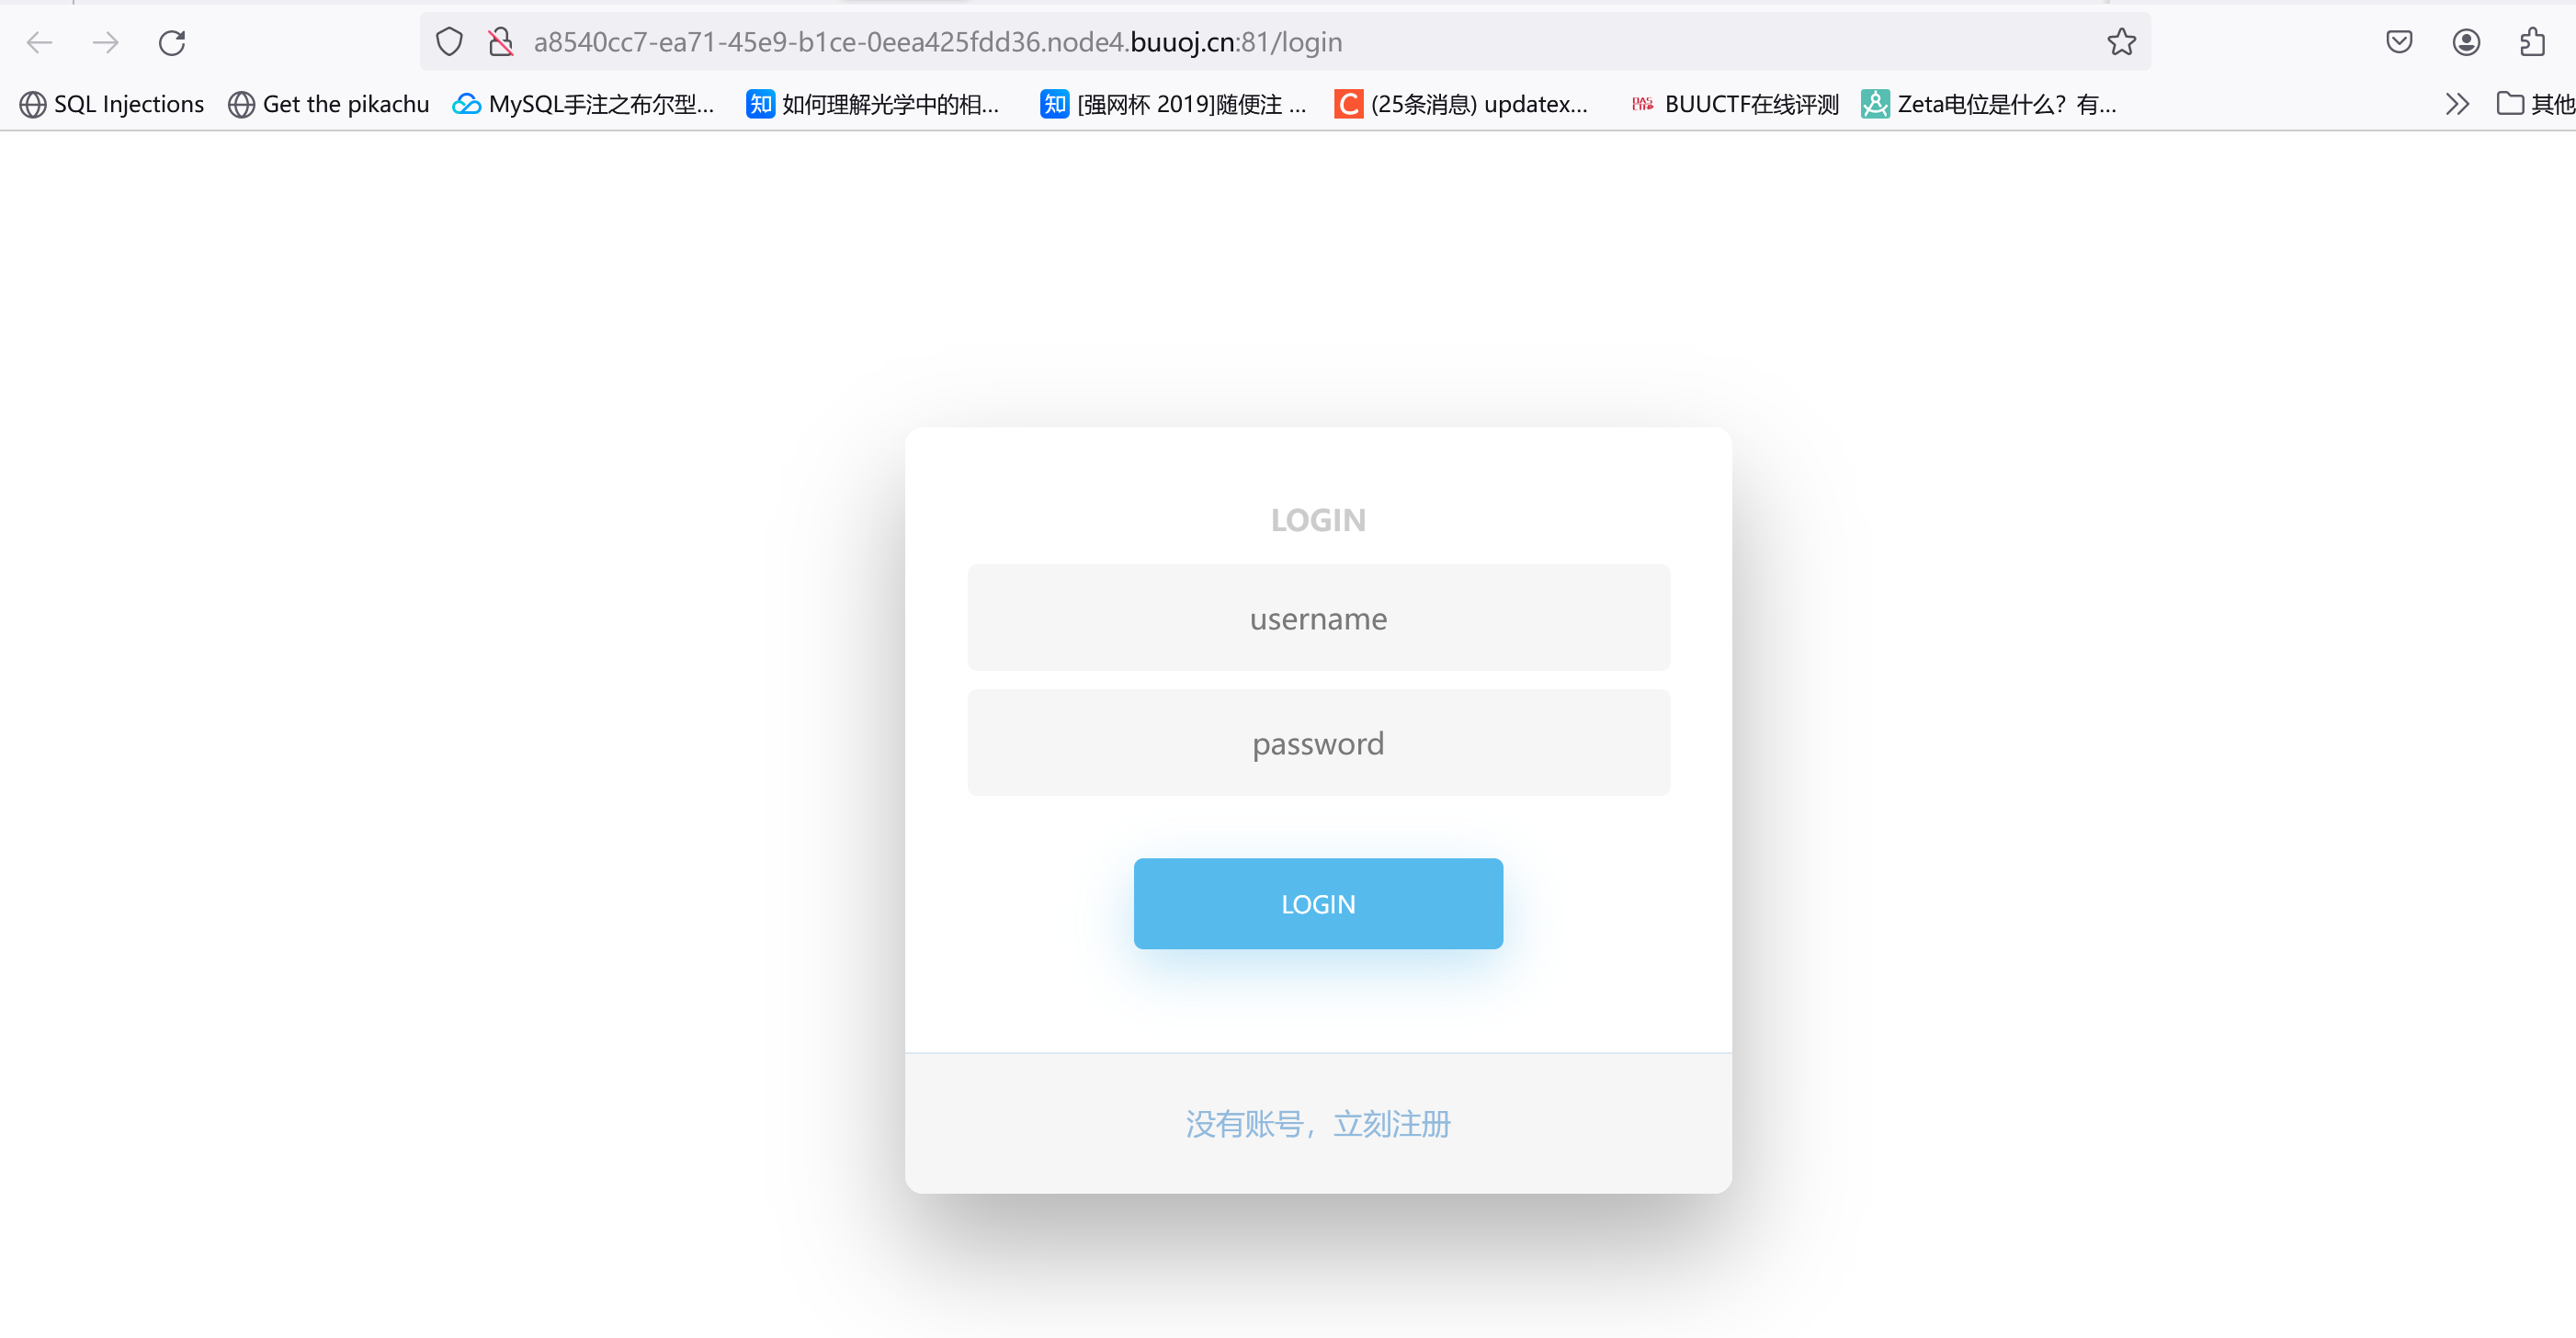 a8540cc7-ea71-45e9-b1ce-0eea425fdd36.node4.buuoj.cn:81/login
SQL Injections Get the pikachu MySQL手注之布尔型... 知 如何理解光学中的相... 知 [强网杯 2019]随便注 ... C (25条消息) updatex... BUUCTF在线评测 Zeta电位是什么？有... 其他
LOGIN
username
password
LOGIN
没有账号，立刻注册